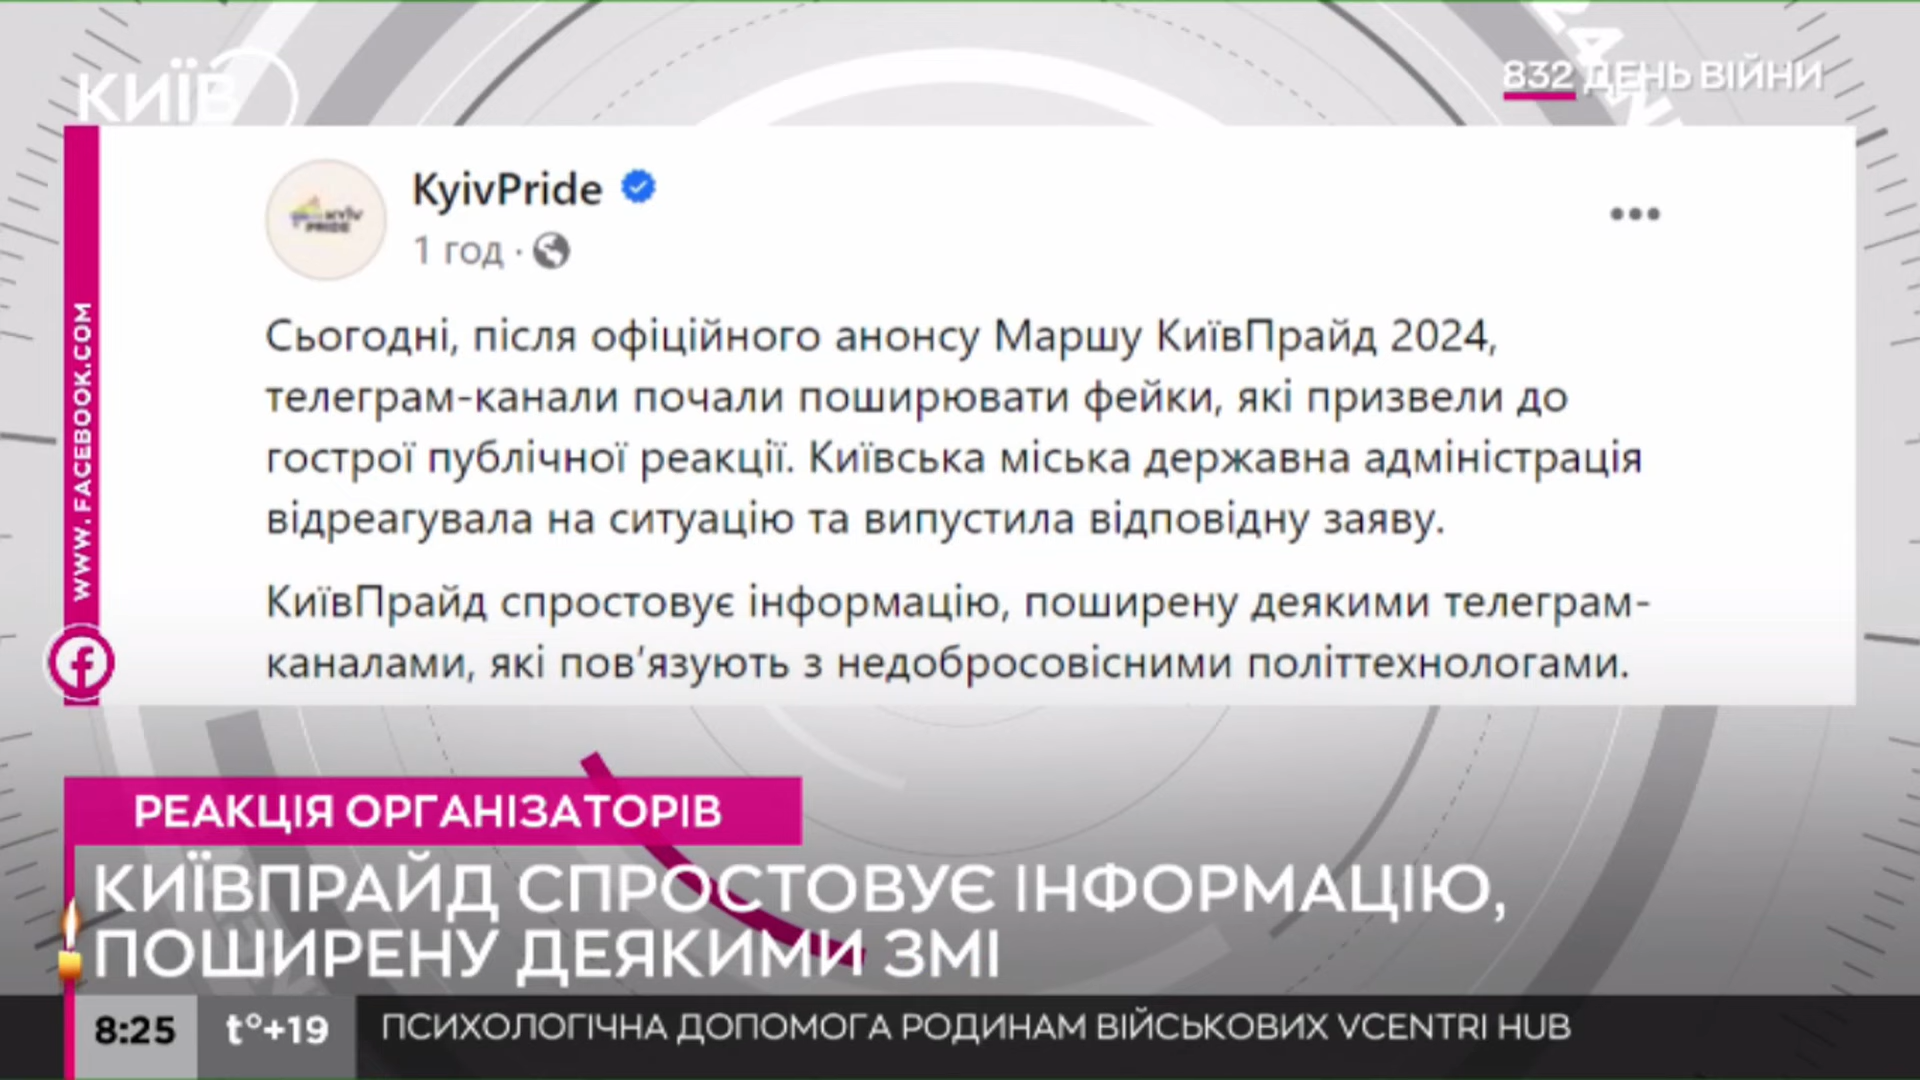 КИЇВ
832 ДЕНЬ ВІЙНИ
KyivPride
1 год ·
WWW.FACEBOOK.COM
Сьогодні, після офіційного анонсу Маршу КиївПрайд 2024,
телеграм-канали почали поширювати фейки, які призвели до
гострої публічної реакції. Київська міська державна адміністрація
відреагувала на ситуацію та випустила відповідну заяву.
КиївПрайд спростовує інформацію, поширену деякими телеграм-
каналами, які пов’язують з недобросовісними політтехнологами.
РЕАКЦІЯ ОРГАНІЗАТОРІВ
КИЇВПРАЙД СПРОСТОВУЄ ІНФОРМАЦІЮ,
ПОШИРЕНУ ДЕЯКИМИ ЗМІ
8:25
t°+19
ПСИХОЛОГІЧНА ДОПОМОГА РОДИНАМ ВІЙСЬКОВИХ VCENTRI HUB